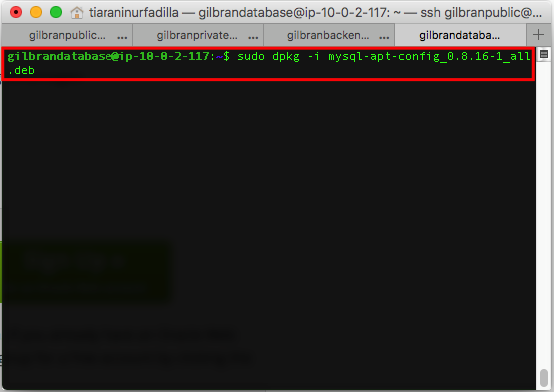 tiaraninurfadilla — gilbrandatabase@ip-10-0-2-117: ~ — ssh gilbranpublic@...
gilbranpublic... ... gilbranprivate... ... gilbranbacken... ... gilbrandataba... +
gilbrandatabase@ip-10-0-2-117:~$ sudo dpkg -i mysql-apt-config_0.8.16-1_all
.deb